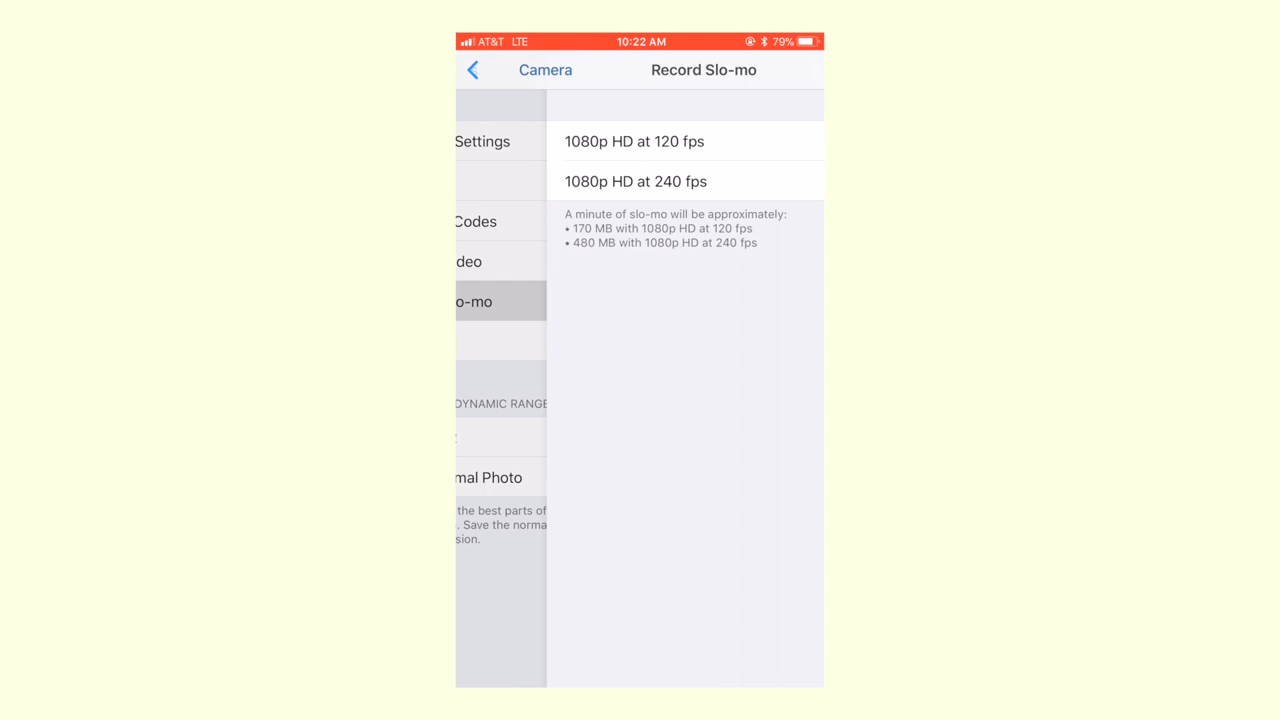 AT&T LTE 10:22 AM 79%
Camera Record Slo-mo
Settings
Codes
deo
o-mo
DYNAMIC RANGE
mal Photo
the best parts of
. Save the norma
sion.
1080p HD at 120 fps
1080p HD at 240 fps
A minute of slo-mo will be approximately:
• 170 MB with 1080p HD at 120 fps
• 480 MB with 1080p HD at 240 fps